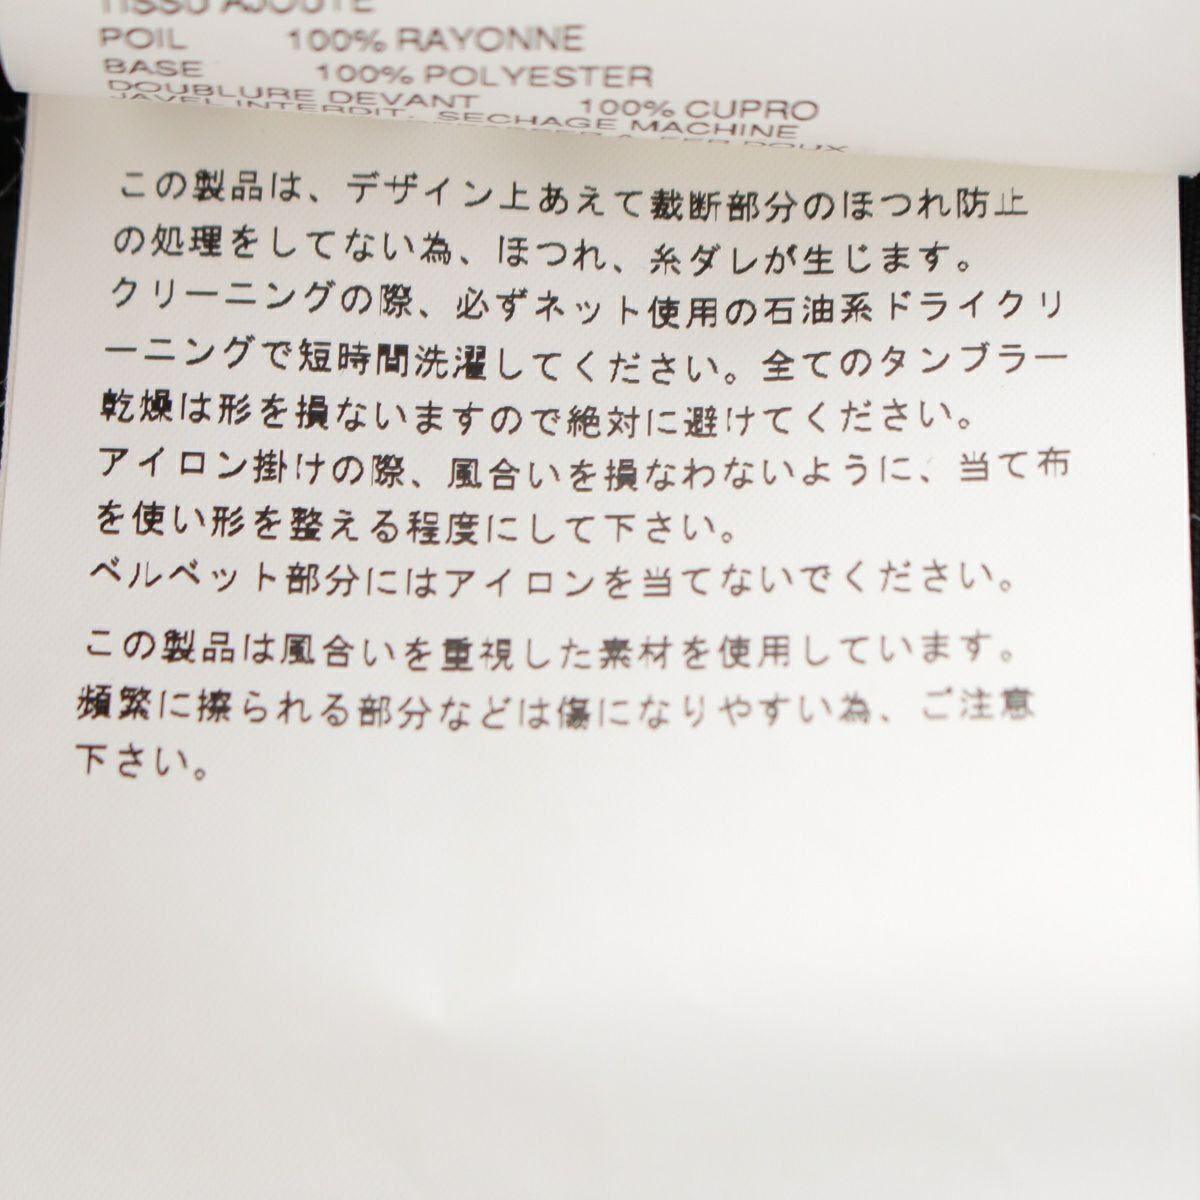 TISSU AJOUTE
POIL 100% RAYONNE
BASE 100% POLYESTER
DOUBLURE DEVANT 100% CUPRO
JAVEL INTERDIT. SECHAGE MACHINE
A FER DOUX
この製品は、デザイン上あえて裁断部分のほつれ防止
の処理をしてない為、ほつれ、糸ダレが生じます。
クリーニングの際、必ずネット使用の石油系ドライクリ
ーニングで短時間洗濯してください。全てのタンブラー
乾燥は形を損ないますので絶対に避けてください。
アイロン掛けの際、風合いを損なわないように、当て布
を使い形を整える程度にして下さい。
ベルベット部分にはアイロンを当てないでください。
この製品は風合いを重視した素材を使用しています。
頻繁に擦られる部分などは傷になりやすい為、ご注意
下さい。